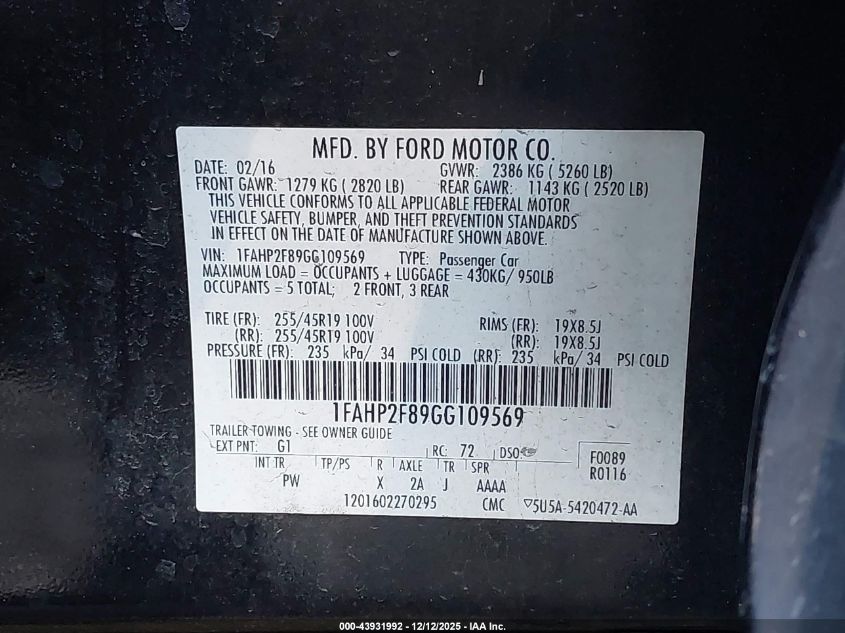 MFD. BY FORD MOTOR CO.
DATE: 02/16 GVWR: 2386 KG ( 5260 LB)
FRONT GAWR: 1279 KG ( 2820 LB) REAR GAWR: 1143 KG ( 2520 LB)
THIS VEHICLE CONFORMS TO ALL APPLICABLE FEDERAL MOTOR
VEHICLE SAFETY, BUMPER, AND THEFT PREVENTION STANDARDS
IN EFFECT ON THE DATE OF MANUFACTURE SHOWN ABOVE.
VIN: 1FAHP2F89GG109569 TYPE: Passenger Car
MAXIMUM LOAD = OCCUPANTS + LUGGAGE = 430KG/ 950LB
OCCUPANTS = 5 TOTAL; 2 FRONT, 3 REAR
TIRE (FR): 255/45R19 100V RIMS (FR): 19X8.5J
(RR): 255/45R19 100V (RR): 19X8.5J
PRESSURE (FR): 235 kPa/ 34 PSI COLD (RR): 235 kPa/ 34 PSI COLD
1FAHP2F89GG109569
TRAILER TOWING - SEE OWNER GUIDE
EXT PNT: G1 RC: 72 DSO: F0089
R0116
INT TR TP/PS R AXLE TR SPR
PW X 2A J AAAA
1201602270295 CMC ▽5U5A-5420472-AA
000-43931992 - 12/12/2025 - IAA Inc.